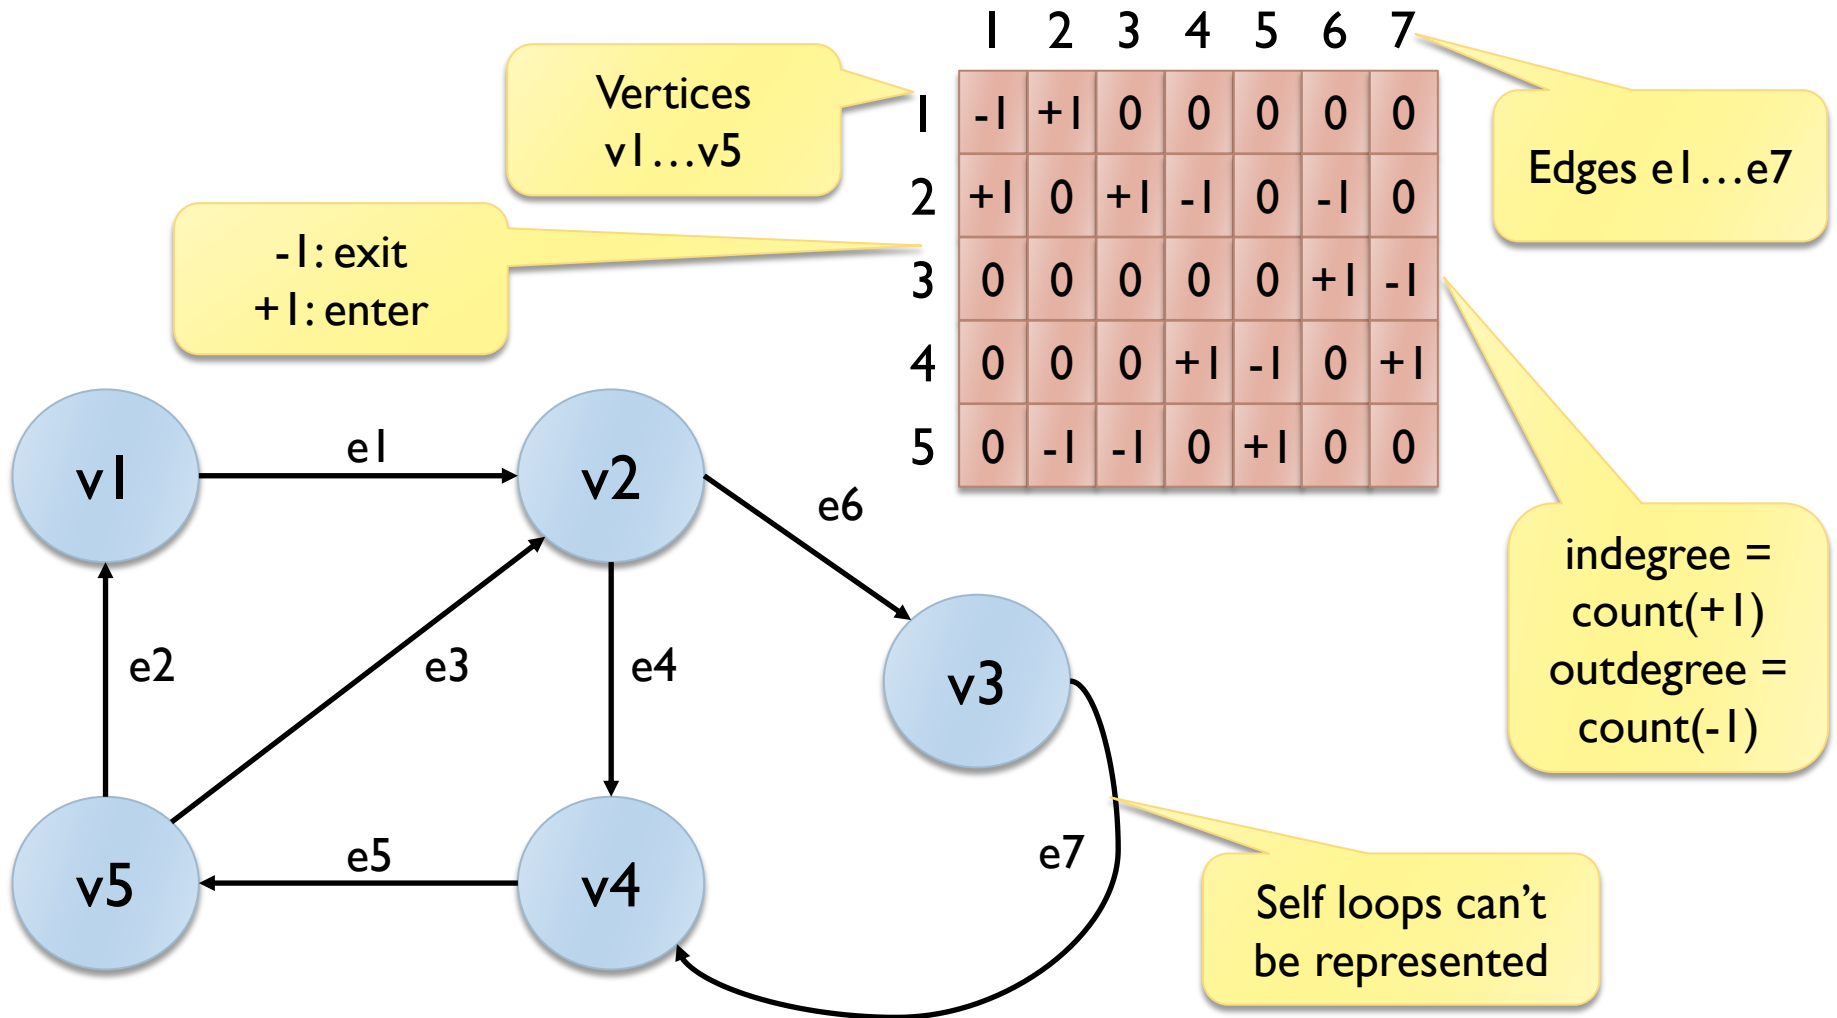 1 2 3 4 5 6 7
Vertices
v1...v5
1 -1 +1 0 0 0 0 0
Edges e1...e7
2 +1 0 +1 -1 0 -1 0
-1: exit
+1: enter
3 0 0 0 0 0 +1 -1
4 0 0 0 +1 -1 0 +1
5 0 -1 -1 0 +1 0 0
v1
e1
v2
e6
indegree =
count(+1)
outdegree =
count(-1)
e2
e3
e4
v3
v5
e5
v4
e7
Self loops can't
be represented